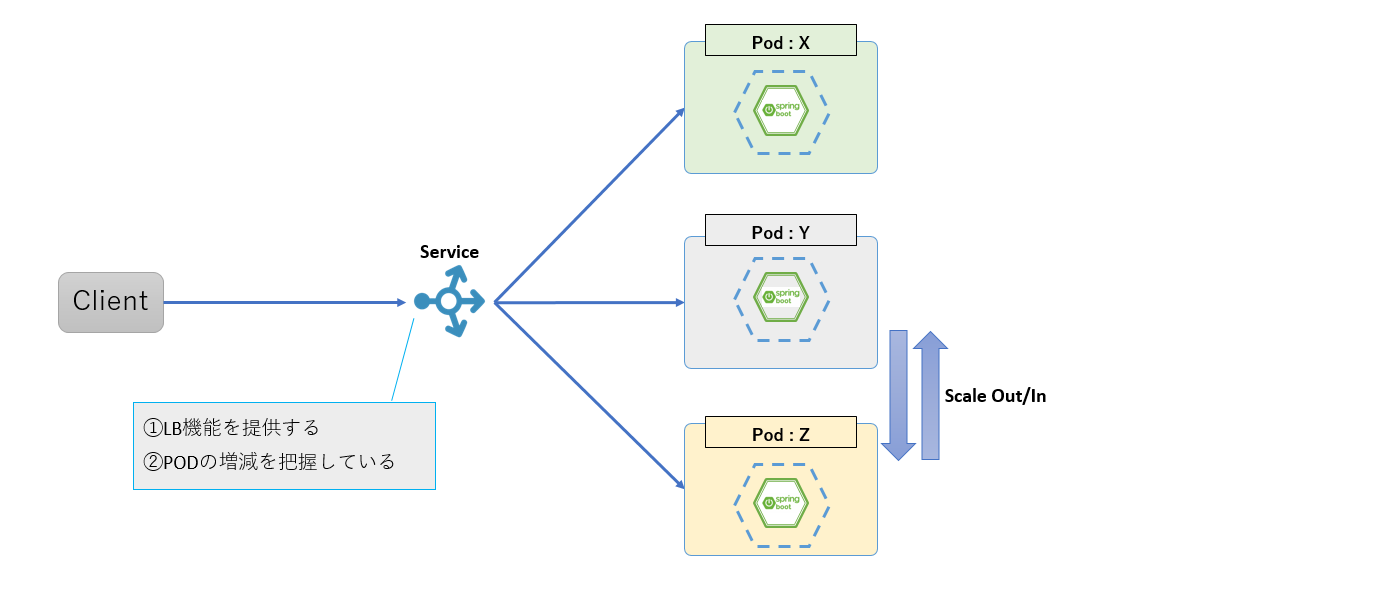 Pod : X
spring
boot
Pod : Y
spring
boot
Service
Client
Scale Out/In
①LB機能を提供する
②PODの増減を把握している
Pod : Z
spring
boot